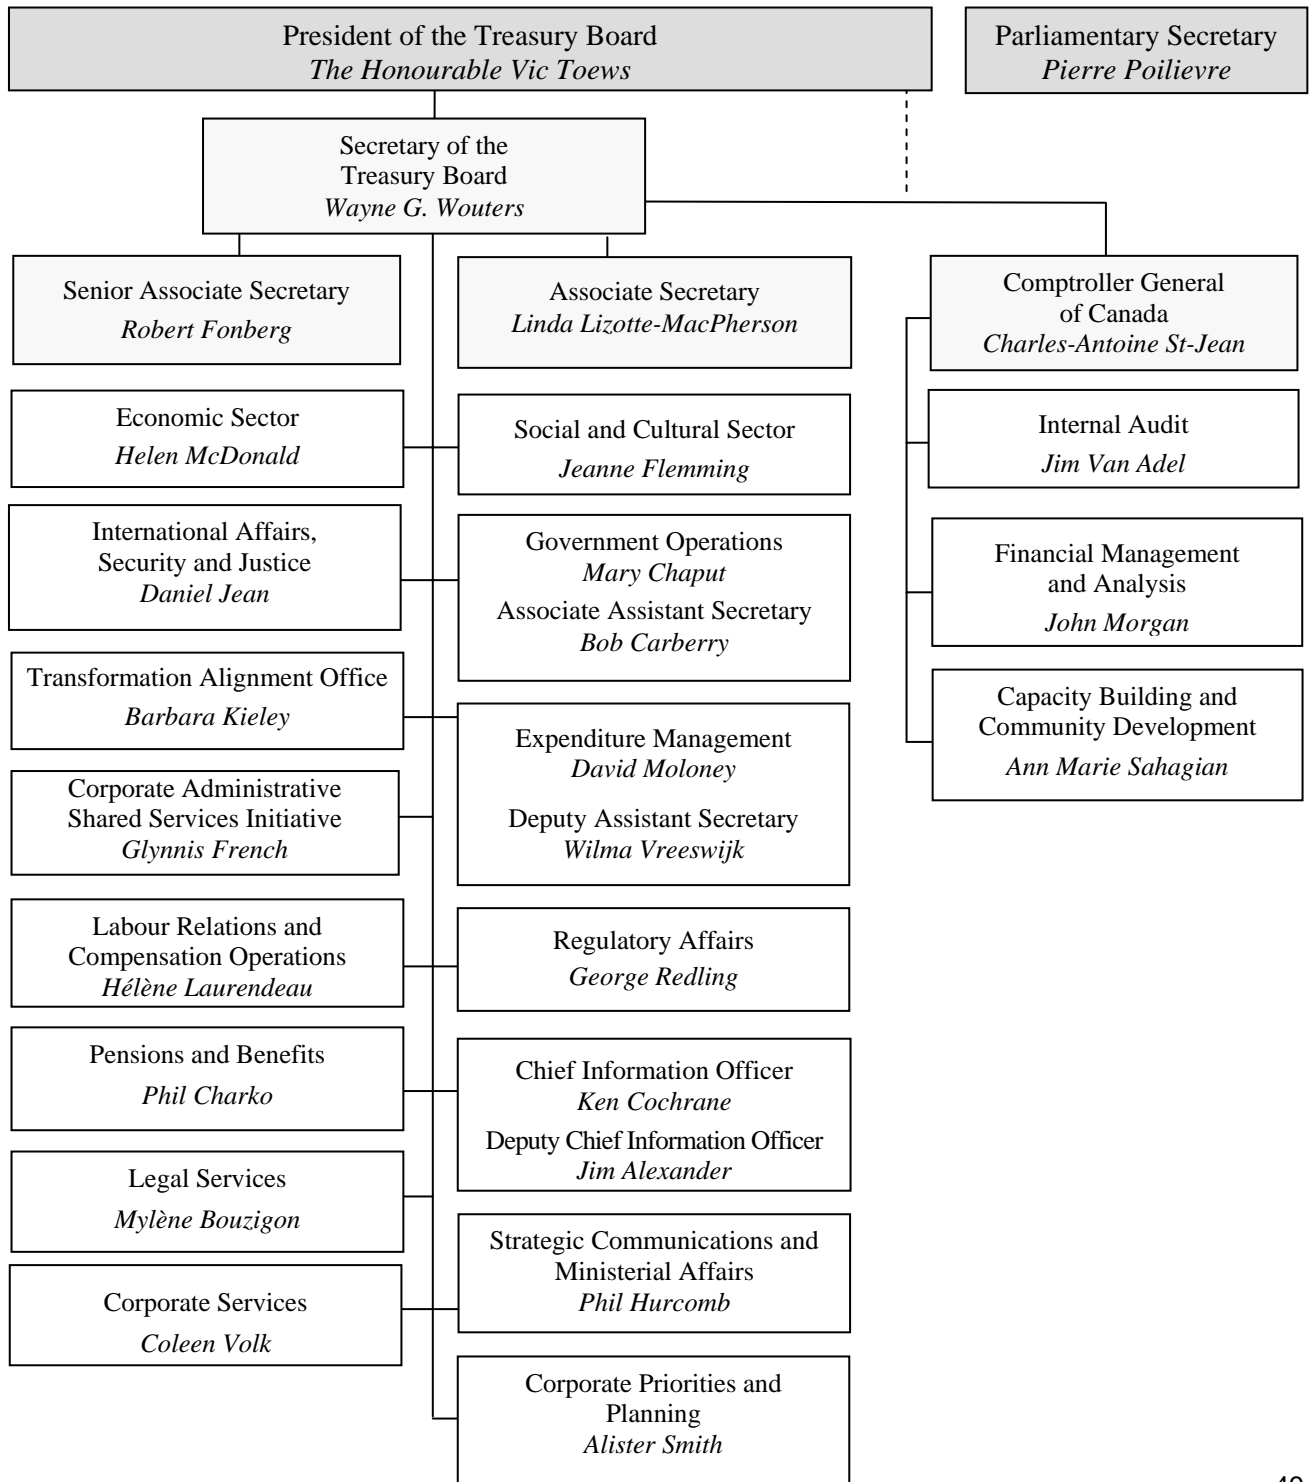 President of the Treasury Board
The Honourable Vic Toews
Parliamentary Secretary
Pierre Poilievre
Secretary of the
Treasury Board
Wayne G. Wouters
Senior Associate Secretary
Robert Fonberg
Associate Secretary
Linda Lizotte-MacPherson
Comptroller General
of Canada
Charles-Antoine St-Jean
Economic Sector
Helen McDonald
Social and Cultural Sector
Jeanne Flemming
Internal Audit
Jim Van Adel
International Affairs,
Security and Justice
Daniel Jean
Government Operations
Mary Chaput
Associate Assistant Secretary
Bob Carberry
Financial Management
and Analysis
John Morgan
Transformation Alignment Office
Barbara Kieley
Expenditure Management
David Moloney
Deputy Assistant Secretary
Wilma Vreeswijk
Capacity Building and
Community Development
Ann Marie Sahagian
Corporate Administrative
Shared Services Initiative
Glynnis French
Labour Relations and
Compensation Operations
Hélène Laurendeau
Regulatory Affairs
George Redling
Pensions and Benefits
Phil Charko
Chief Information Officer
Ken Cochrane
Deputy Chief Information Officer
Jim Alexander
Legal Services
Mylène Bouzigon
Strategic Communications and
Ministerial Affairs
Phil Hurcomb
Corporate Services
Coleen Volk
Corporate Priorities and
Planning
Alister Smith